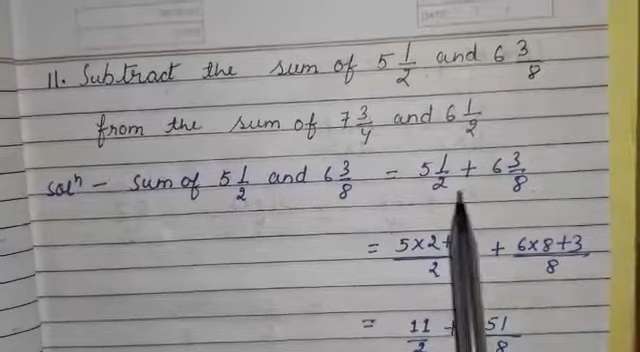 11. Subtract the sum of 5 1/2 and 6 3/8
from the sum of 7 3/4 and 6 1/2
Solⁿ - Sum of 5 1/2 and 6 3/8 = 5 1/2 + 6 3/8
= 5×2+ /2 + 6×8+3/8
= 11/2 + 51/8